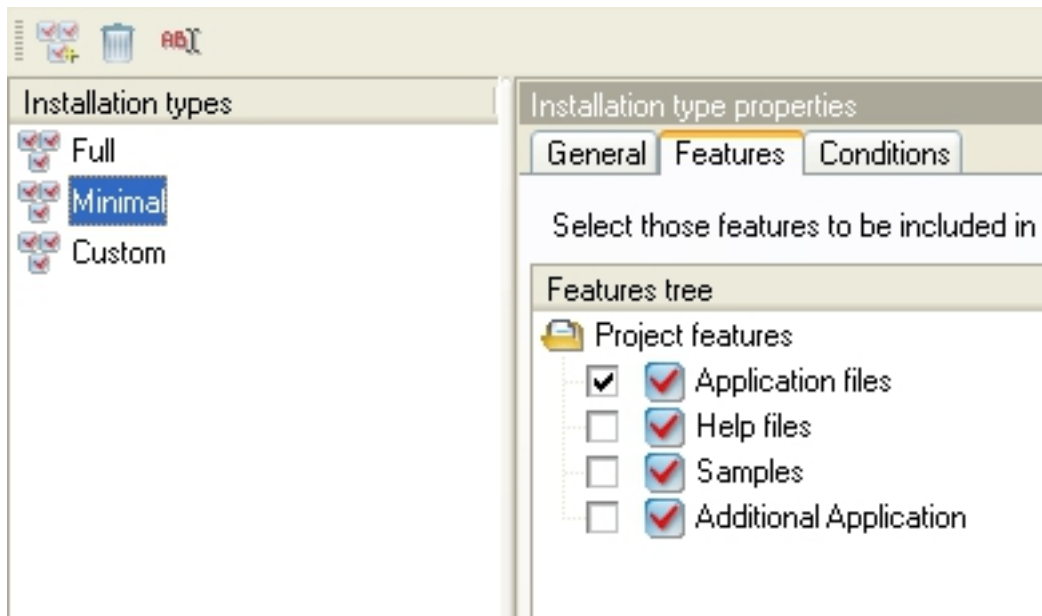 AB
Installation types
Full
Minimal
Custom
Installation type properties
General Features Conditions
Select those features to be included in
Features tree
Project features
Application files
Help files
Samples
Additional Application